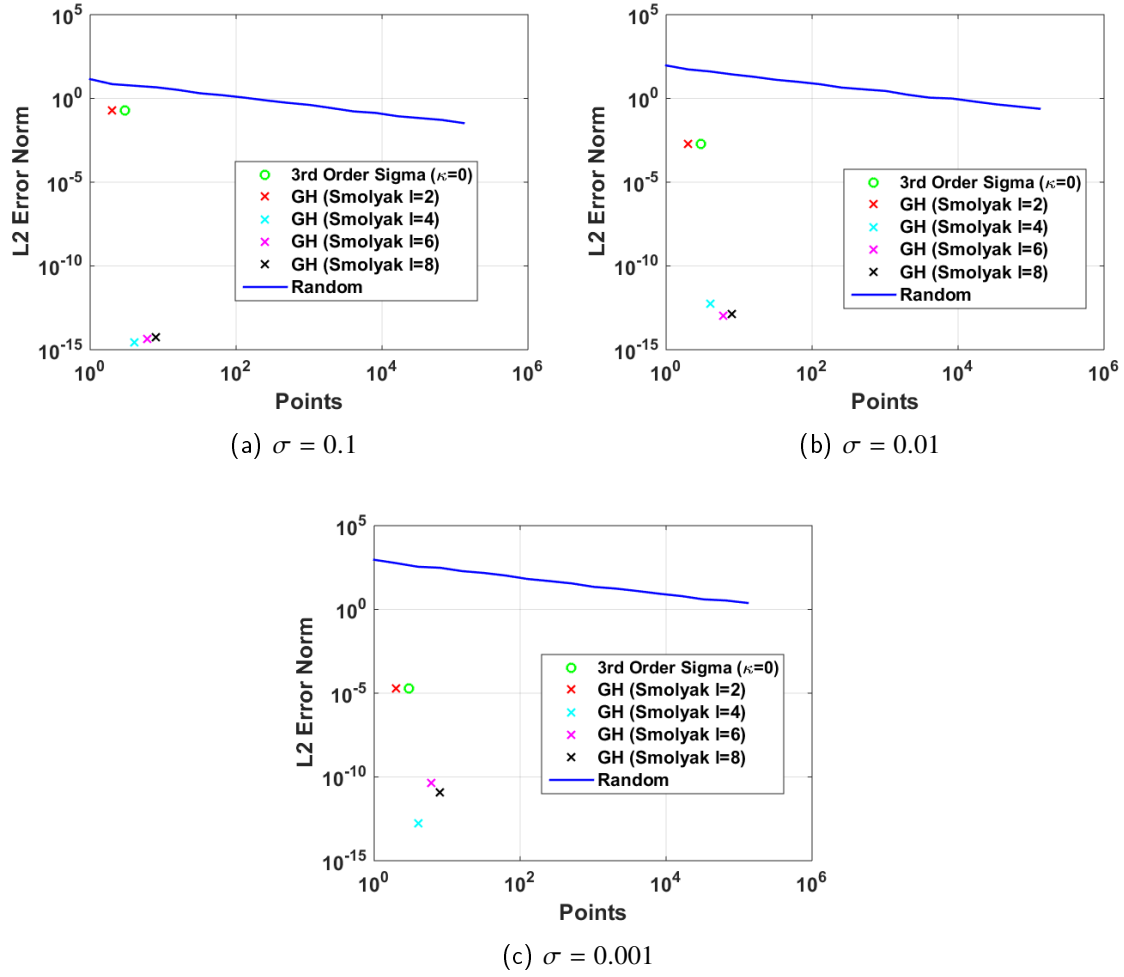 10^5
10^0
10^-5
10^-10
10^-15
L2 Error Norm
3rd Order Sigma (κ=0)
GH (Smolyak l=2)
GH (Smolyak l=4)
GH (Smolyak l=6)
GH (Smolyak l=8)
Random
10^0
10^2
10^4
10^6
Points
(a) σ = 0.1
10^5
10^0
10^-5
10^-10
10^-15
L2 Error Norm
3rd Order Sigma (κ=0)
GH (Smolyak l=2)
GH (Smolyak l=4)
GH (Smolyak l=6)
GH (Smolyak l=8)
Random
10^0
10^2
10^4
10^6
Points
(b) σ = 0.01
10^5
10^0
10^-5
10^-10
10^-15
L2 Error Norm
3rd Order Sigma (κ=0)
GH (Smolyak l=2)
GH (Smolyak l=4)
GH (Smolyak l=6)
GH (Smolyak l=8)
Random
10^0
10^2
10^4
10^6
Points
(c) σ = 0.001